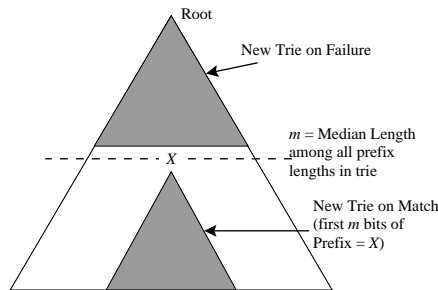 Root
New Trie on Failure
m = Median Length
among all prefix
lengths in trie
X
New Trie on Match
(first m bits of
Prefix = X)